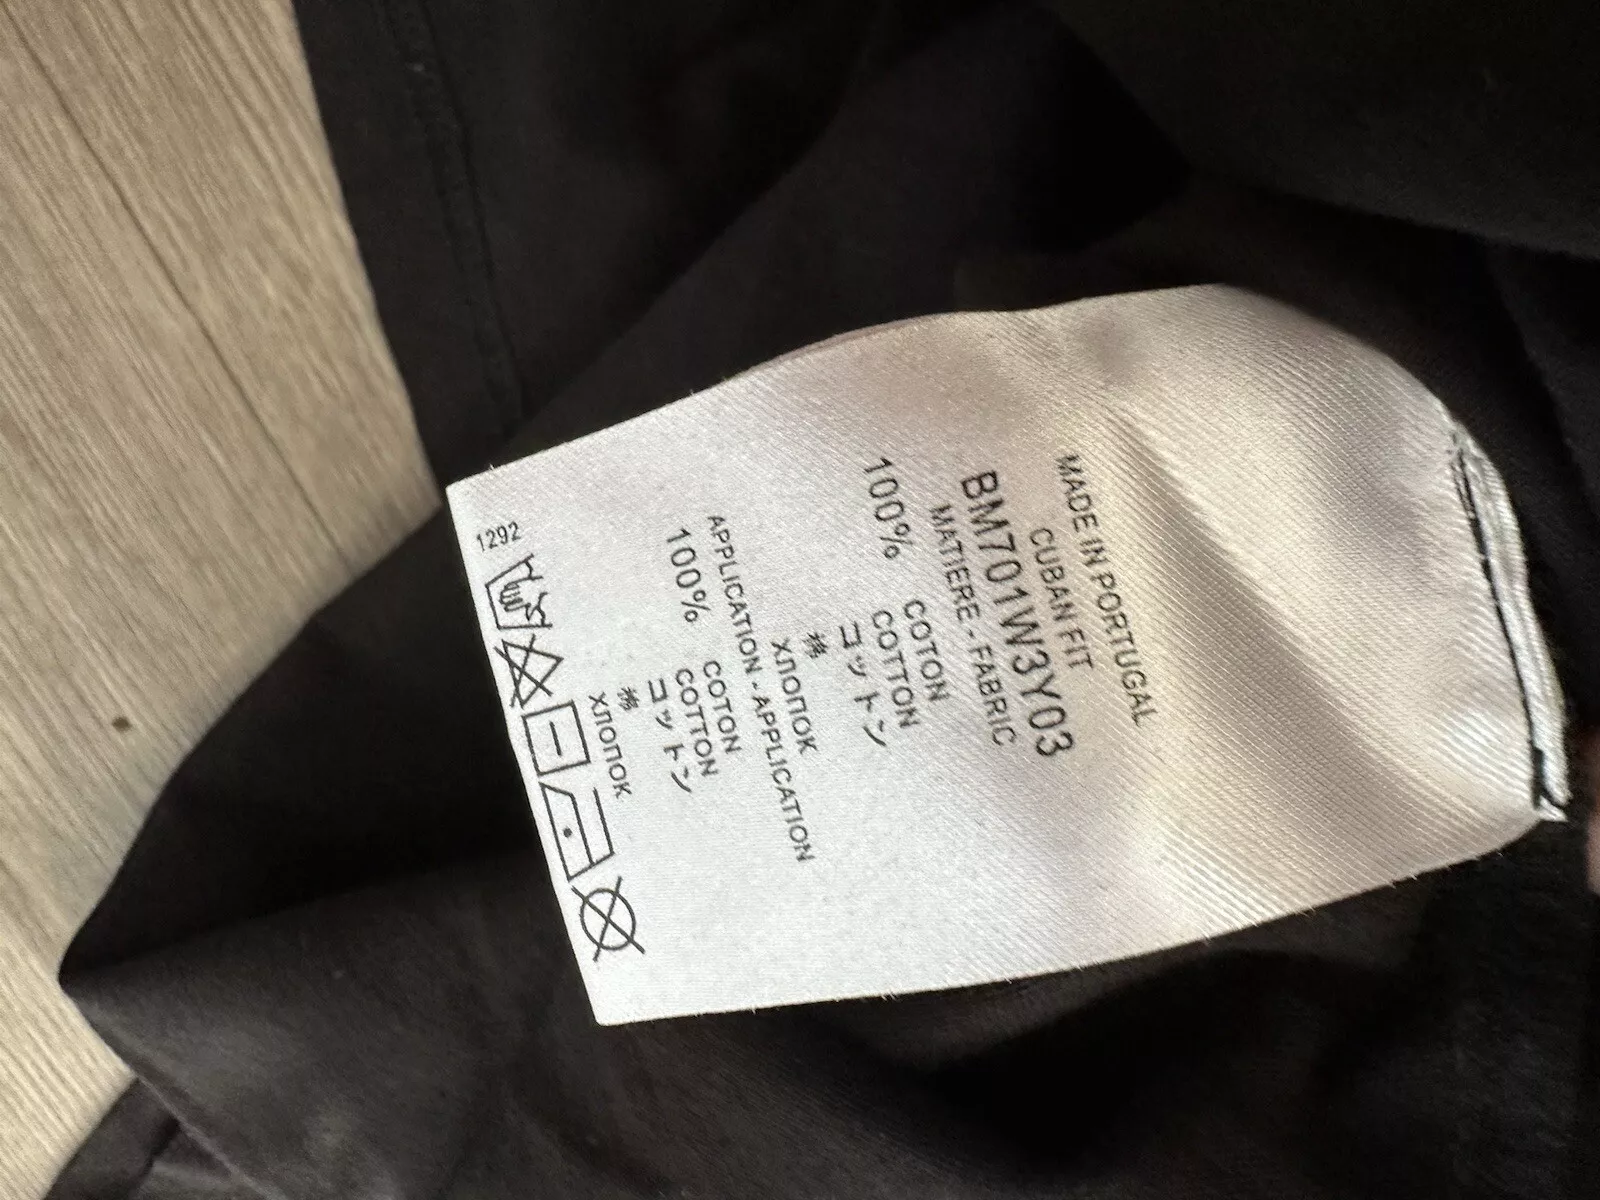 MADE IN PORTUGAL
CUBAN FIT
BM701W3Y03
MATIERE - FABRIC
100% COTON
COTTON
コットン
棉
ХЛОПОК
APPLICATION - APPLICATION
100% COTON
COTTON
コットン
棉
ХЛОПОК
1292